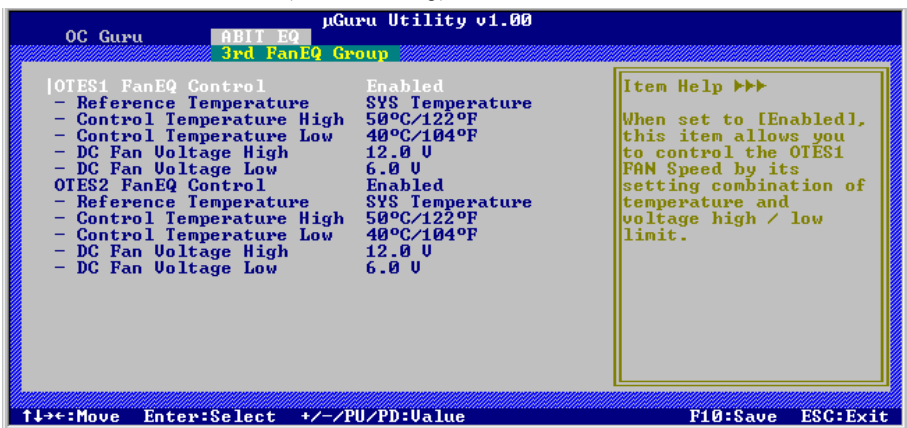 µGuru Utility v1.00
OC Guru ABIT EQ
3rd FanEQ Group
OTES1 FanEQ Control Enabled
- Reference Temperature SYS Temperature
- Control Temperature High 50ºC/122ºF
- Control Temperature Low 40ºC/104ºF
- DC Fan Voltage High 12.0 V
- DC Fan Voltage Low 6.0 V
OTES2 FanEQ Control Enabled
- Reference Temperature SYS Temperature
- Control Temperature High 50ºC/122ºF
- Control Temperature Low 40ºC/104ºF
- DC Fan Voltage High 12.0 V
- DC Fan Voltage Low 6.0 V
Item Help ►►►
When set to [Enabled],
this item allows you
to control the OTES1
FAN Speed by its
setting combination of
temperature and
voltage high / low
limit.
↑↓→←:Move Enter:Select +/-/PU/PD:Value F10:Save ESC:Exit